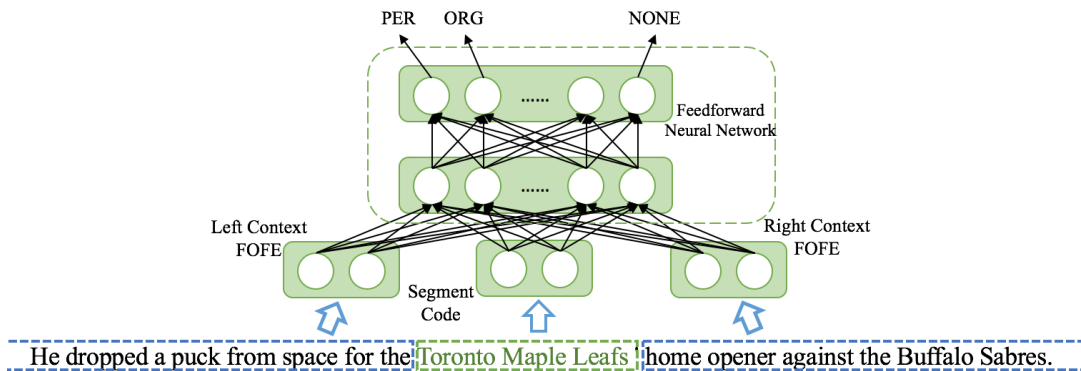 PER ORG NONE
......
Feedforward
Neural Network
......
Left Context
FOFE
Right Context
FOFE
Segment
Code
He dropped a puck from space for the Toronto Maple Leafs ' home opener against the Buffalo Sabres.